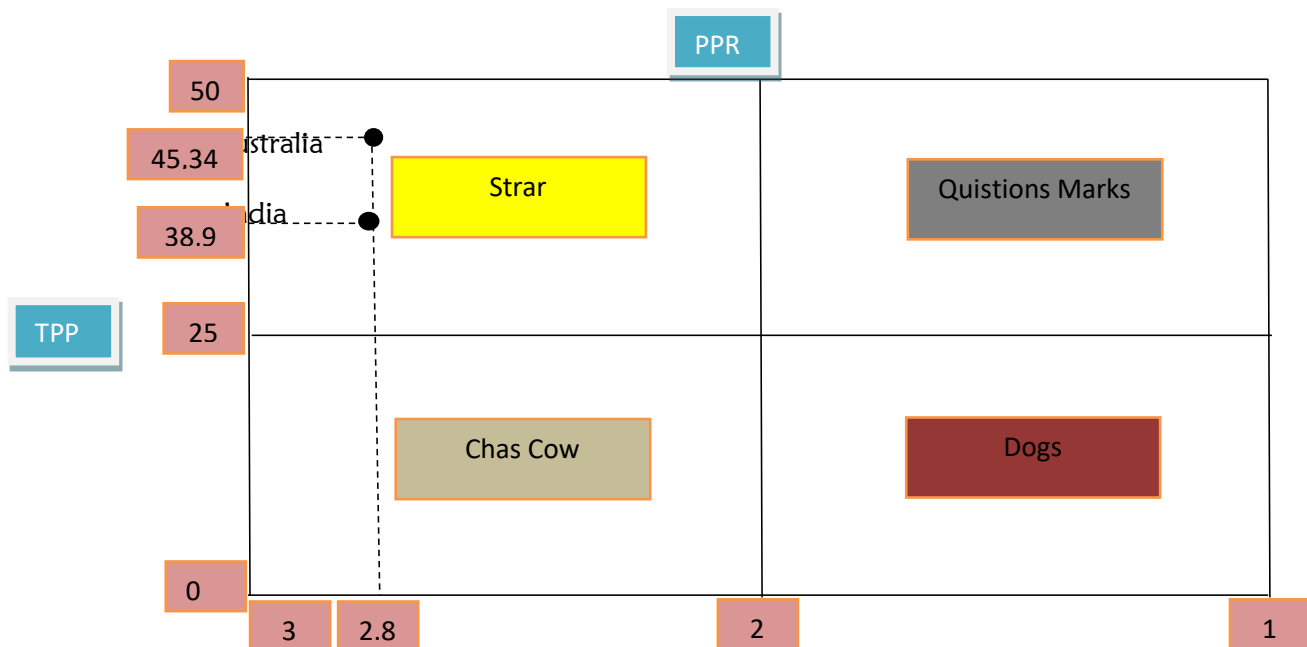 PPR
50
ustralia
45,34
Strar
Quistions Marks
ndia
38.9
25
TPP
Chas Cow
Dogs
0
3
2.8
2
1